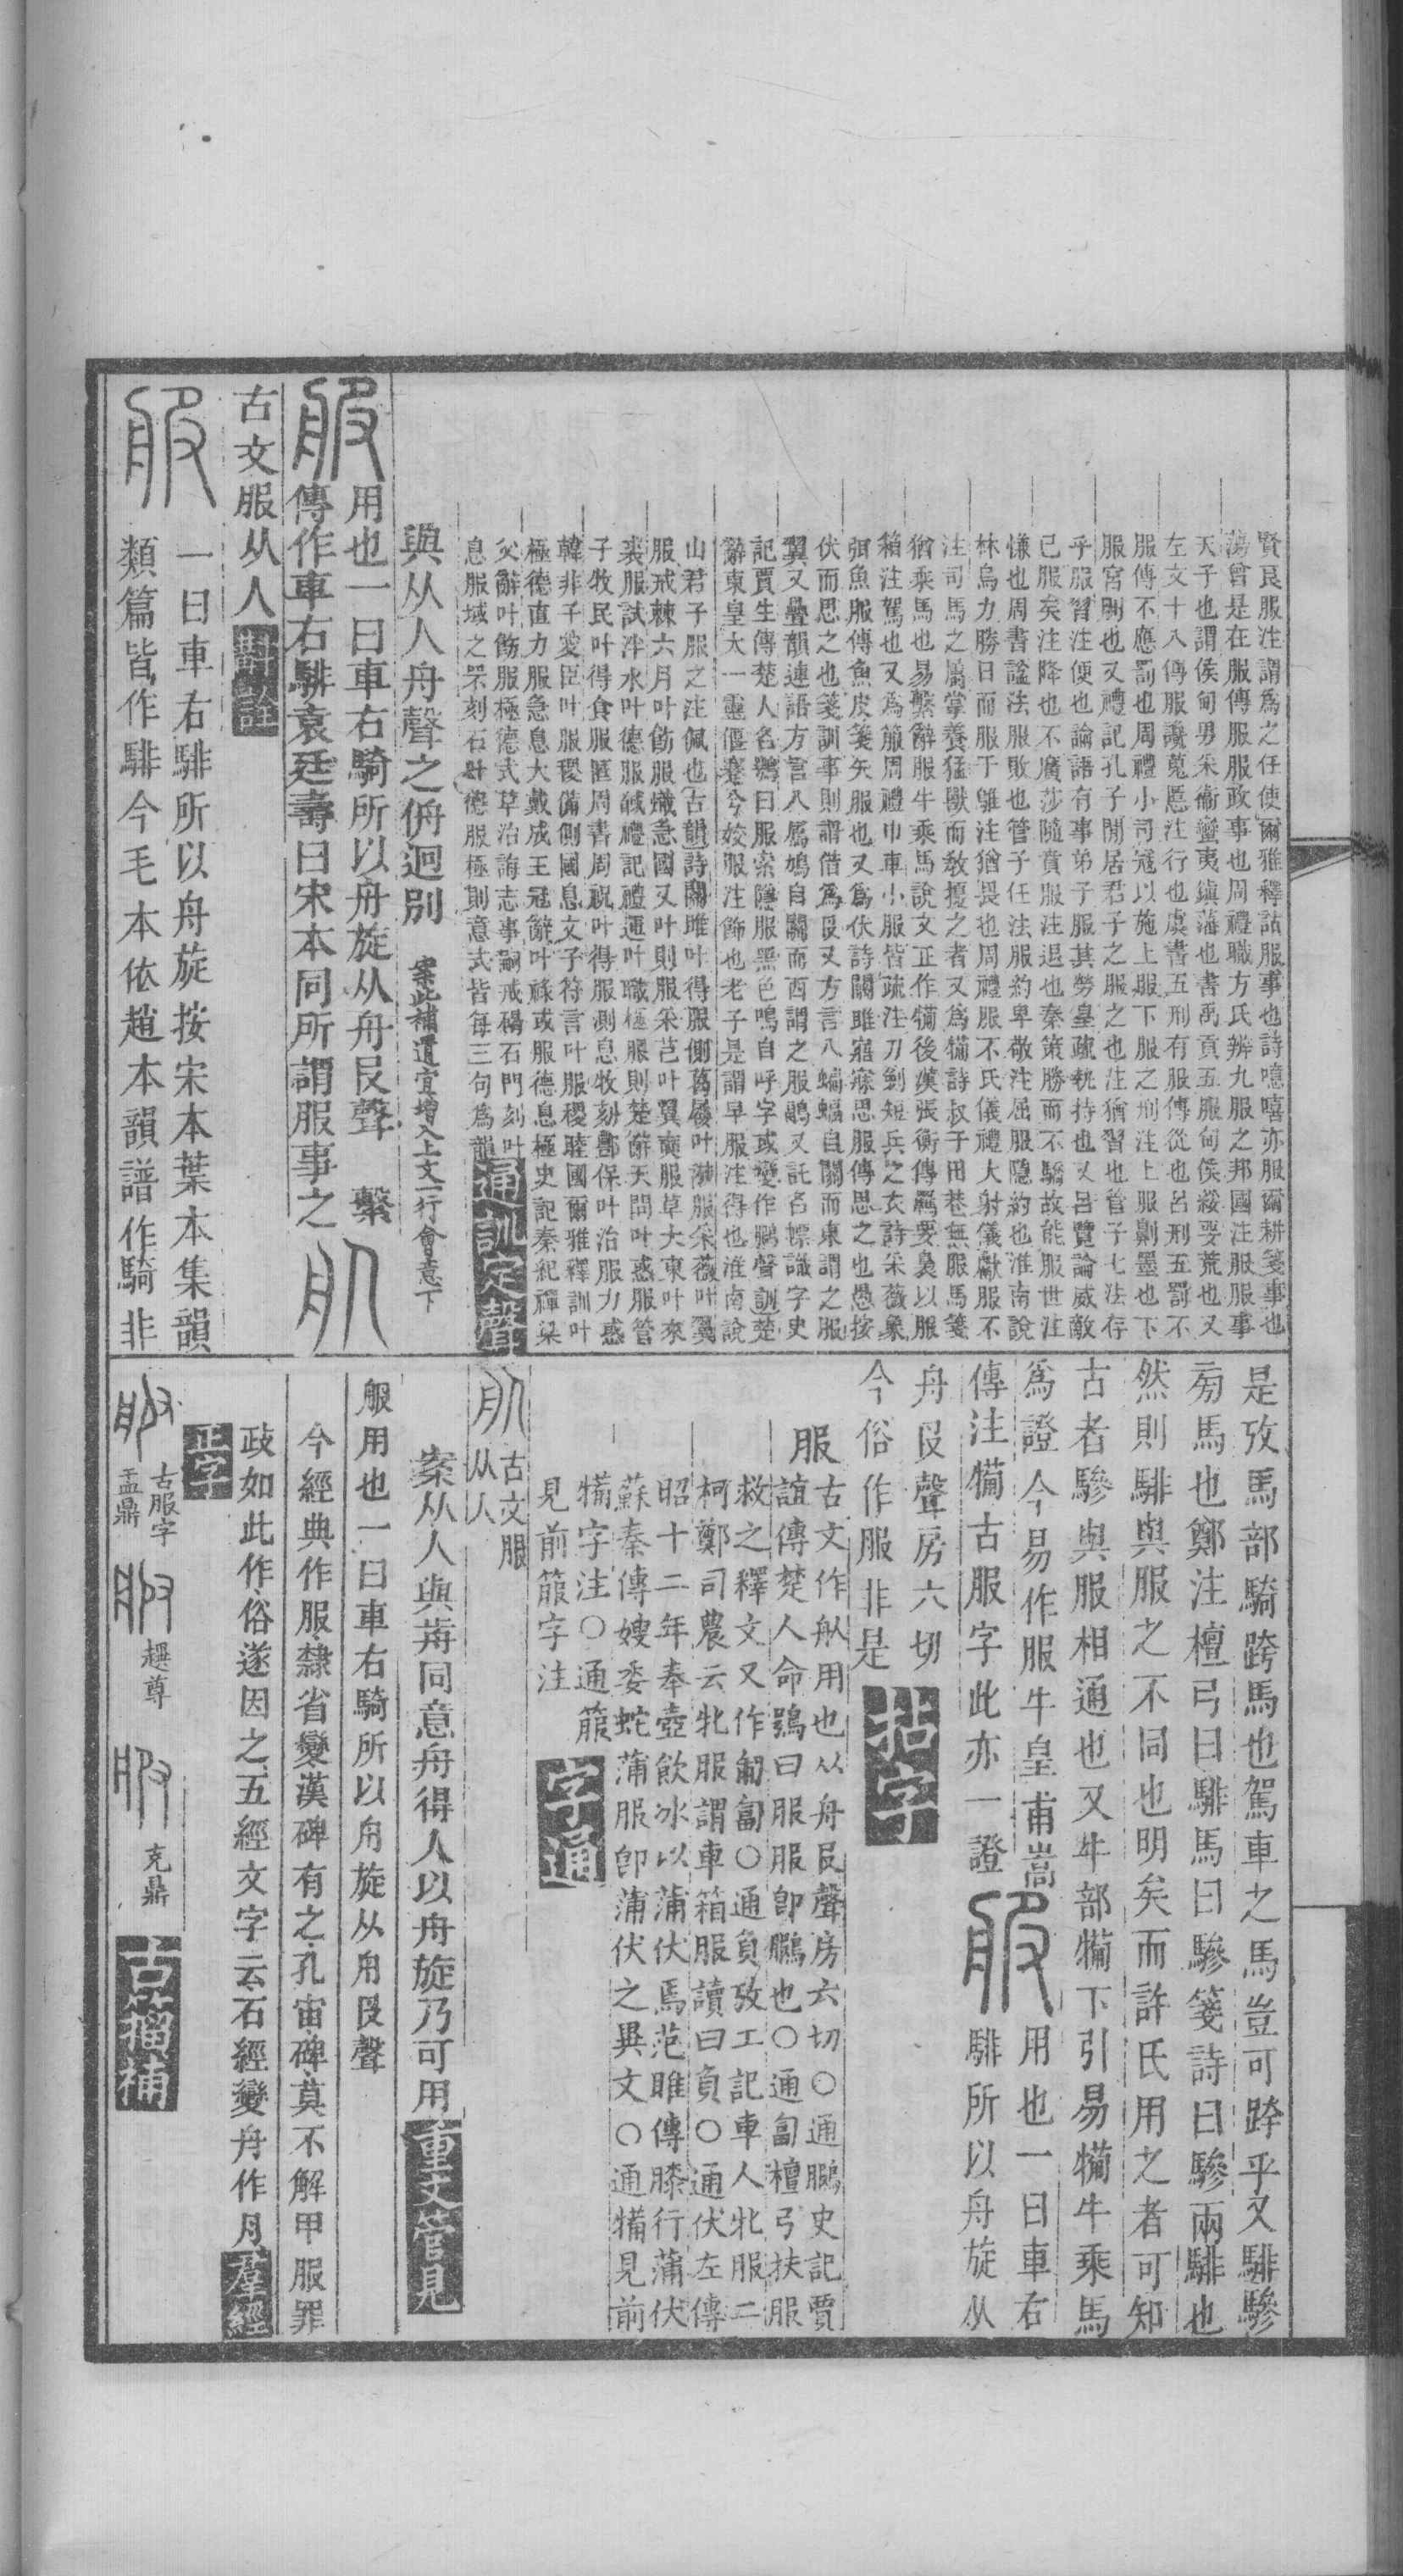 賢良服注謂爲之任使爾雅釋詁服事也詩噫嘻亦服爾耕箋事也
蕩曾是在服傳服服政事也周禮職方氏辨九服之邦國注服服事
天子也謂侯甸男采衞蠻夷鎭藩也書禹貢五服甸侯綏要荒也又
左文十八傳服讒蒐慝注行也虞書五刑有服傳從也呂刑五罰不
服傳不應罰也周禮小司寇以施上服下服之刑注上服劓墨也下
服宮刖也又禮記孔子閒居君子之服之也注猶習也管子七法存
乎服習注便也論語有事弟子服其勞皇疏執持也又呂覽論威敵
已服矣注降也不廣莎隨賁服注退也秦策勝而不驕故能服世注
慊也周書謚法服敗也管子任法服約卑敬注屈服隱約也淮南說
林烏力勝日而服于鵻注猶畏也周禮服不氏儀禮大射儀獻服不
注司馬之屬掌養猛獸而敎擾之者又爲犕詩叔于田巷無服馬箋
猶乘馬也易繫辭服牛乘馬說文正作犕後漢張衡傳羈要裊以服
箱注駕也又爲箙周禮巾車小服皆疏注刀劍短兵之衣詩采薇象
弭魚服傳魚皮箋矢服也又爲伏詩關雎寤寐思服傳思之也愚按
伏而思之也箋訓事則謂借爲𠬝又方言八蝙蝠自關而東謂之服
翼又疊韻連語方言八尾鳩自關而西謂之服鶝又託名幖識字史
記賈生傳楚人名鴞曰服索隱服黑色鳴自呼字或變作鵩聲訓楚
辭東皇太一靈偃蹇今姣服注飾也老子是謂早服注得也淮南說
山君子服之注佩也古韻詩關雎叶得服側葛屨叶襋服采薇叶翼
服戒棘六月叶飭服熾急國又叶則服采芑叶翼奭服草大東叶來
裘服試泮水叶德服馘禮記禮運叶職極服則楚辭天問叶惑服管
子牧民叶得食服匿周書周祝叶得服測息牧刻酆保叶治服力惑
韓非子愛臣叶服稷備側國息文子符言叶服稷睦國爾雅釋訓叶
極德直力服急息大戴成王冠辭叶祿或服德息極史記秦紀禪梁
父辭叶飭服極德式草治誨志事嗣戒碣石門刻叶
息服域之罘刻石叶德服極則意式皆每三句爲韻 通訓定聲
與从人舟聲之侜迥別 案此補遺宜增入上文一行會意下
服 用也一曰車右騎所以舟旋从舟𠬝聲 繫
傳作車右騑袁廷壽曰宋本同所謂服事之
古文服从人 斠詮
服 一曰車右騑所以舟旋按宋本葉本集韻
類篇皆作騑今毛本依趙本韻譜作騎非
是攷馬部騎跨馬也駕車之馬豈可跨乎又騑驂
㫄馬也鄭注檀弓曰騑馬曰驂箋詩曰驂兩騑也
然則騑與服之不同也明矣而許氏用之者可知
古者驂與服相通也又牛部犕下引易犕牛乘馬
爲證今易作服牛皇甫嵩
傳注犕古服字此亦一證
服 用也一曰車右
騑所以舟旋从
舟𠬝聲房六切
今俗作服非是 拈字
服 古文作𦨕用也从舟𠬝聲房六切○通鵩史記賈
誼傳楚人命鴞曰服服卽鵩也○通匐檀弓扶服
救之釋文又作匍匐○通負攷工記車人牝服二
柯鄭司農云牝服謂車箱服讀曰負○通伏左傳
昭十二年奉壺飮冰以蒲伏焉范雎傳膝行蒲伏
蘇秦傳嫂委蛇蒲服卽蒲伏之異文○通犕見前
犕字注○通箙
見前箙字注 字通
古文服
从人
案从人與歬同意舟得人以舟旋乃可用 重文管見
服用也一曰車右騎所以舟旋从舟𠬝聲
今經典作服隸省變漢碑有之孔宙碑莫不解甲服罪
政如此作俗遂因之五經文字云石經變舟作月 羣經
正字
古服字
盂鼎
趩尊
克鼎
古籀補